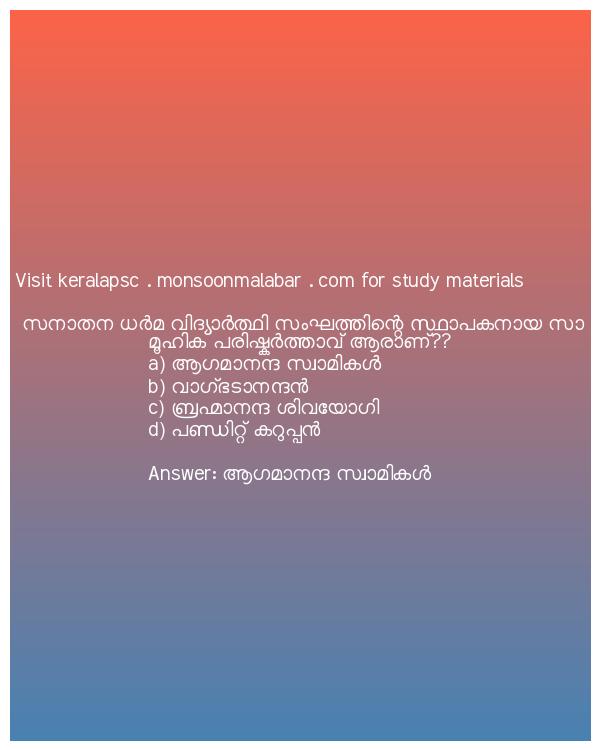 Visit keralapsc . monsoonmalabar . com for study materials
സനാതന ധർമ വിദ്യാർത്ഥി സംഘത്തിന്റെ സ്ഥാപകനായ സാ
മൂഹിക പരിഷ്കർത്താവ് ആരാണ്??
a) ആഗമാനന്ദ സ്വാമികൾ
b) വാഗ്ഭടാനന്ദൻ
c) ബ്രഹ്മാനന്ദ ശിവയോഗി
d) പണ്ഡിറ്റ് കറുപ്പൻ
Answer: ആഗമാനന്ദ സ്വാമികൾ